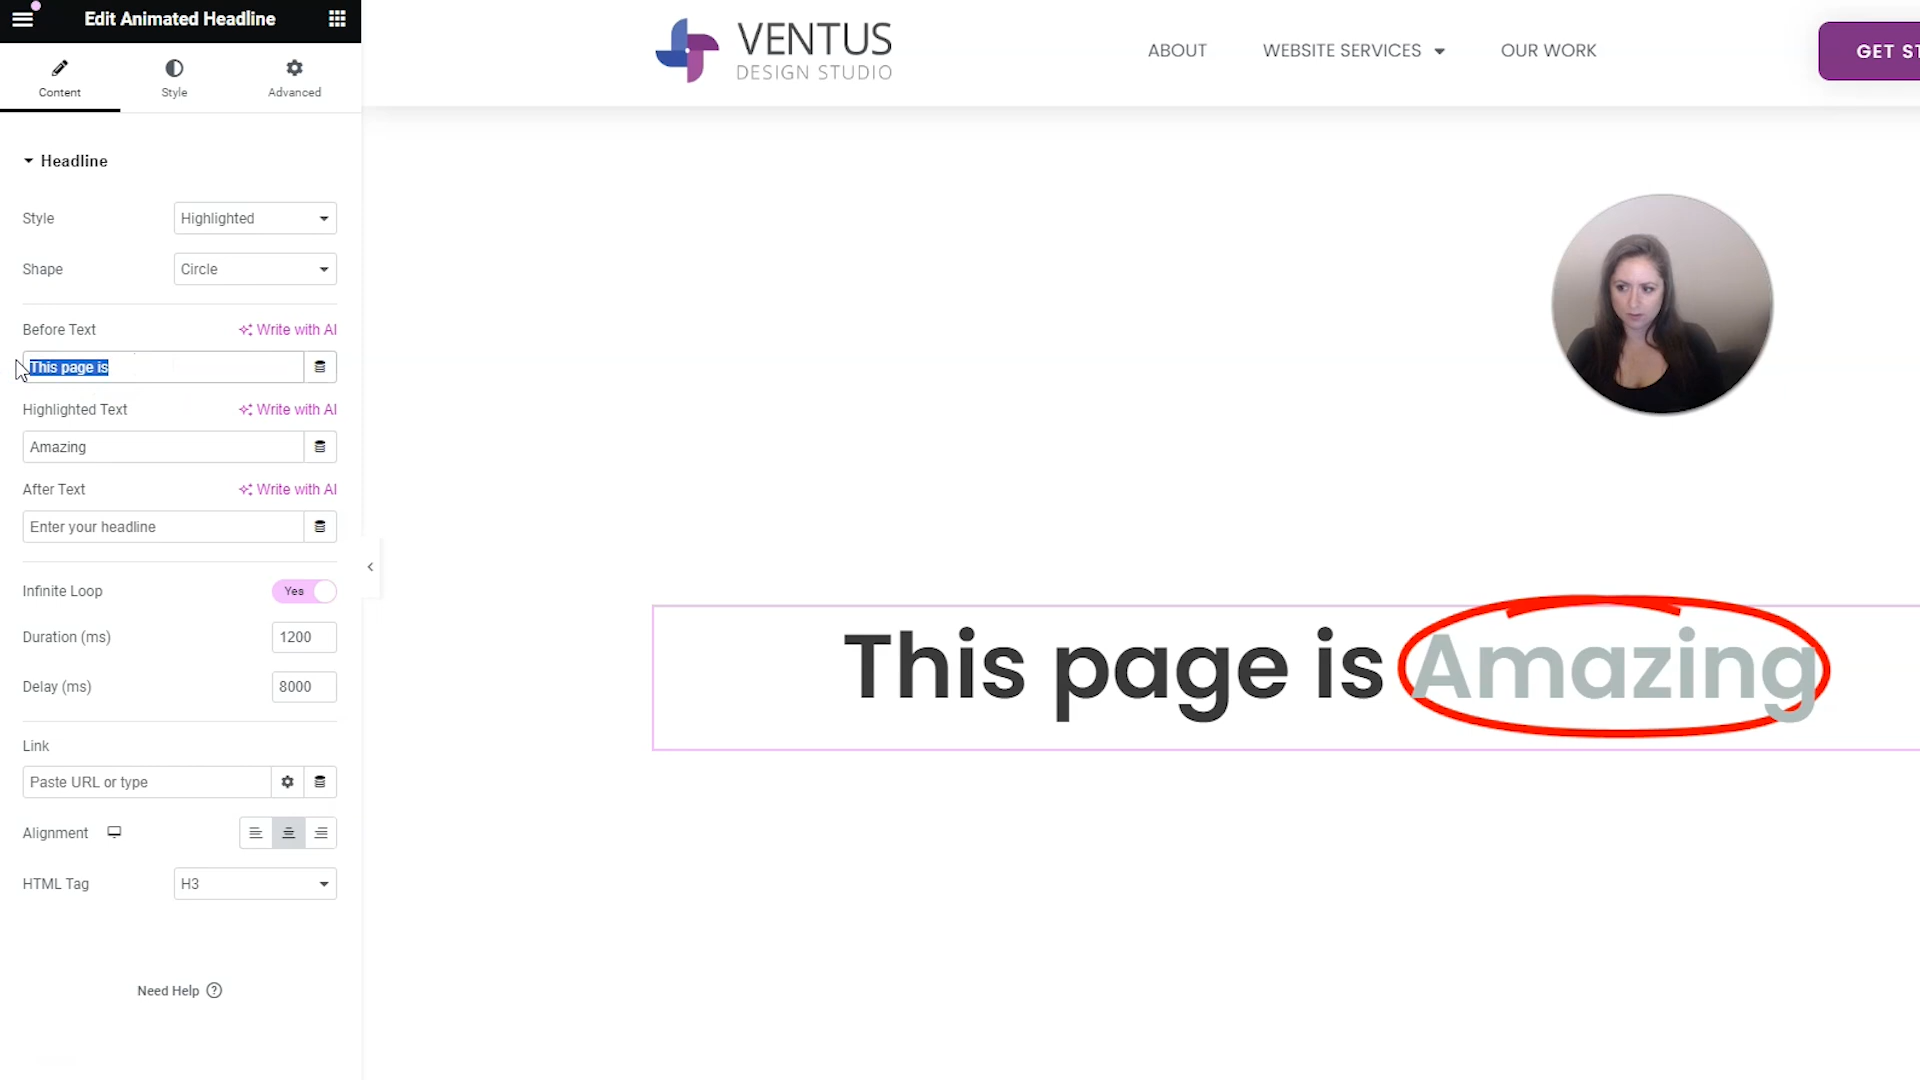 Edit Animated Headline
Content
Style
Advanced
Headline
Style
Highlighted
Shape
Circle
Before Text
Write with AI
This page is
Highlighted Text
Write with AI
Amazing
After Text
Write with AI
Enter your headline
Infinite Loop
Yes
Duration (ms)
1200
Delay (ms)
8000
Link
Paste URL or type
Alignment
HTML Tag
H3
Need Help
VENTUS
DESIGN STUDIO
ABOUT
WEBSITE SERVICES
OUR WORK
GET ST
This page is Amazing